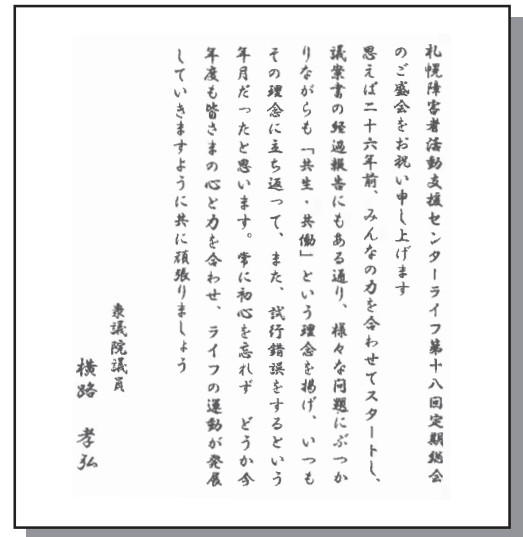 札幌障害者活動支援センターライフ第十八回定期総会
のご盛会をお祝い申し上げます
思えば二十六年前、みんなの力を合わせてスタートし、
議案書の経過報告にもある通り、様々な問題にぶつか
りながらも「共生・共働」という理念を掲げ、いつも
その理念に立ち返って、また、試行錯誤をするという
年月だったと思います。常に初心を忘れず　どうか今
年度も皆さまの心と力を合わせ、ライフの運動が発展
していきますように共に頑張りましょう
衆議院議員
横路　孝弘